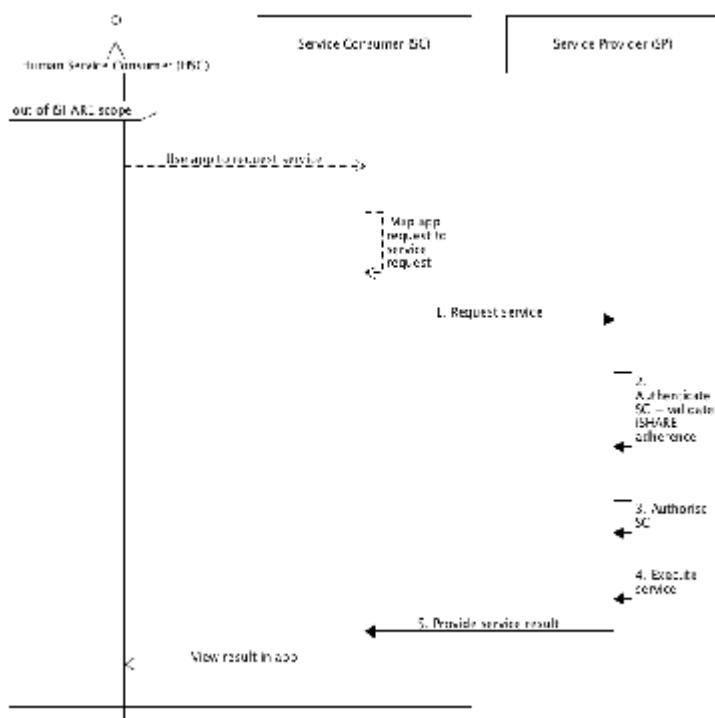 Service Consumer (SC)
Service Provider (SP)
Human Service Consumer (HSC)
out of iSHARE scope
Use app to request service
Map app
request to
service
request
1. Request service
2.
Authenticate
SC – validate
iSHARE
adherence
3. Authorise
SC
4. Execute
service
5. Provide service result
View result in app